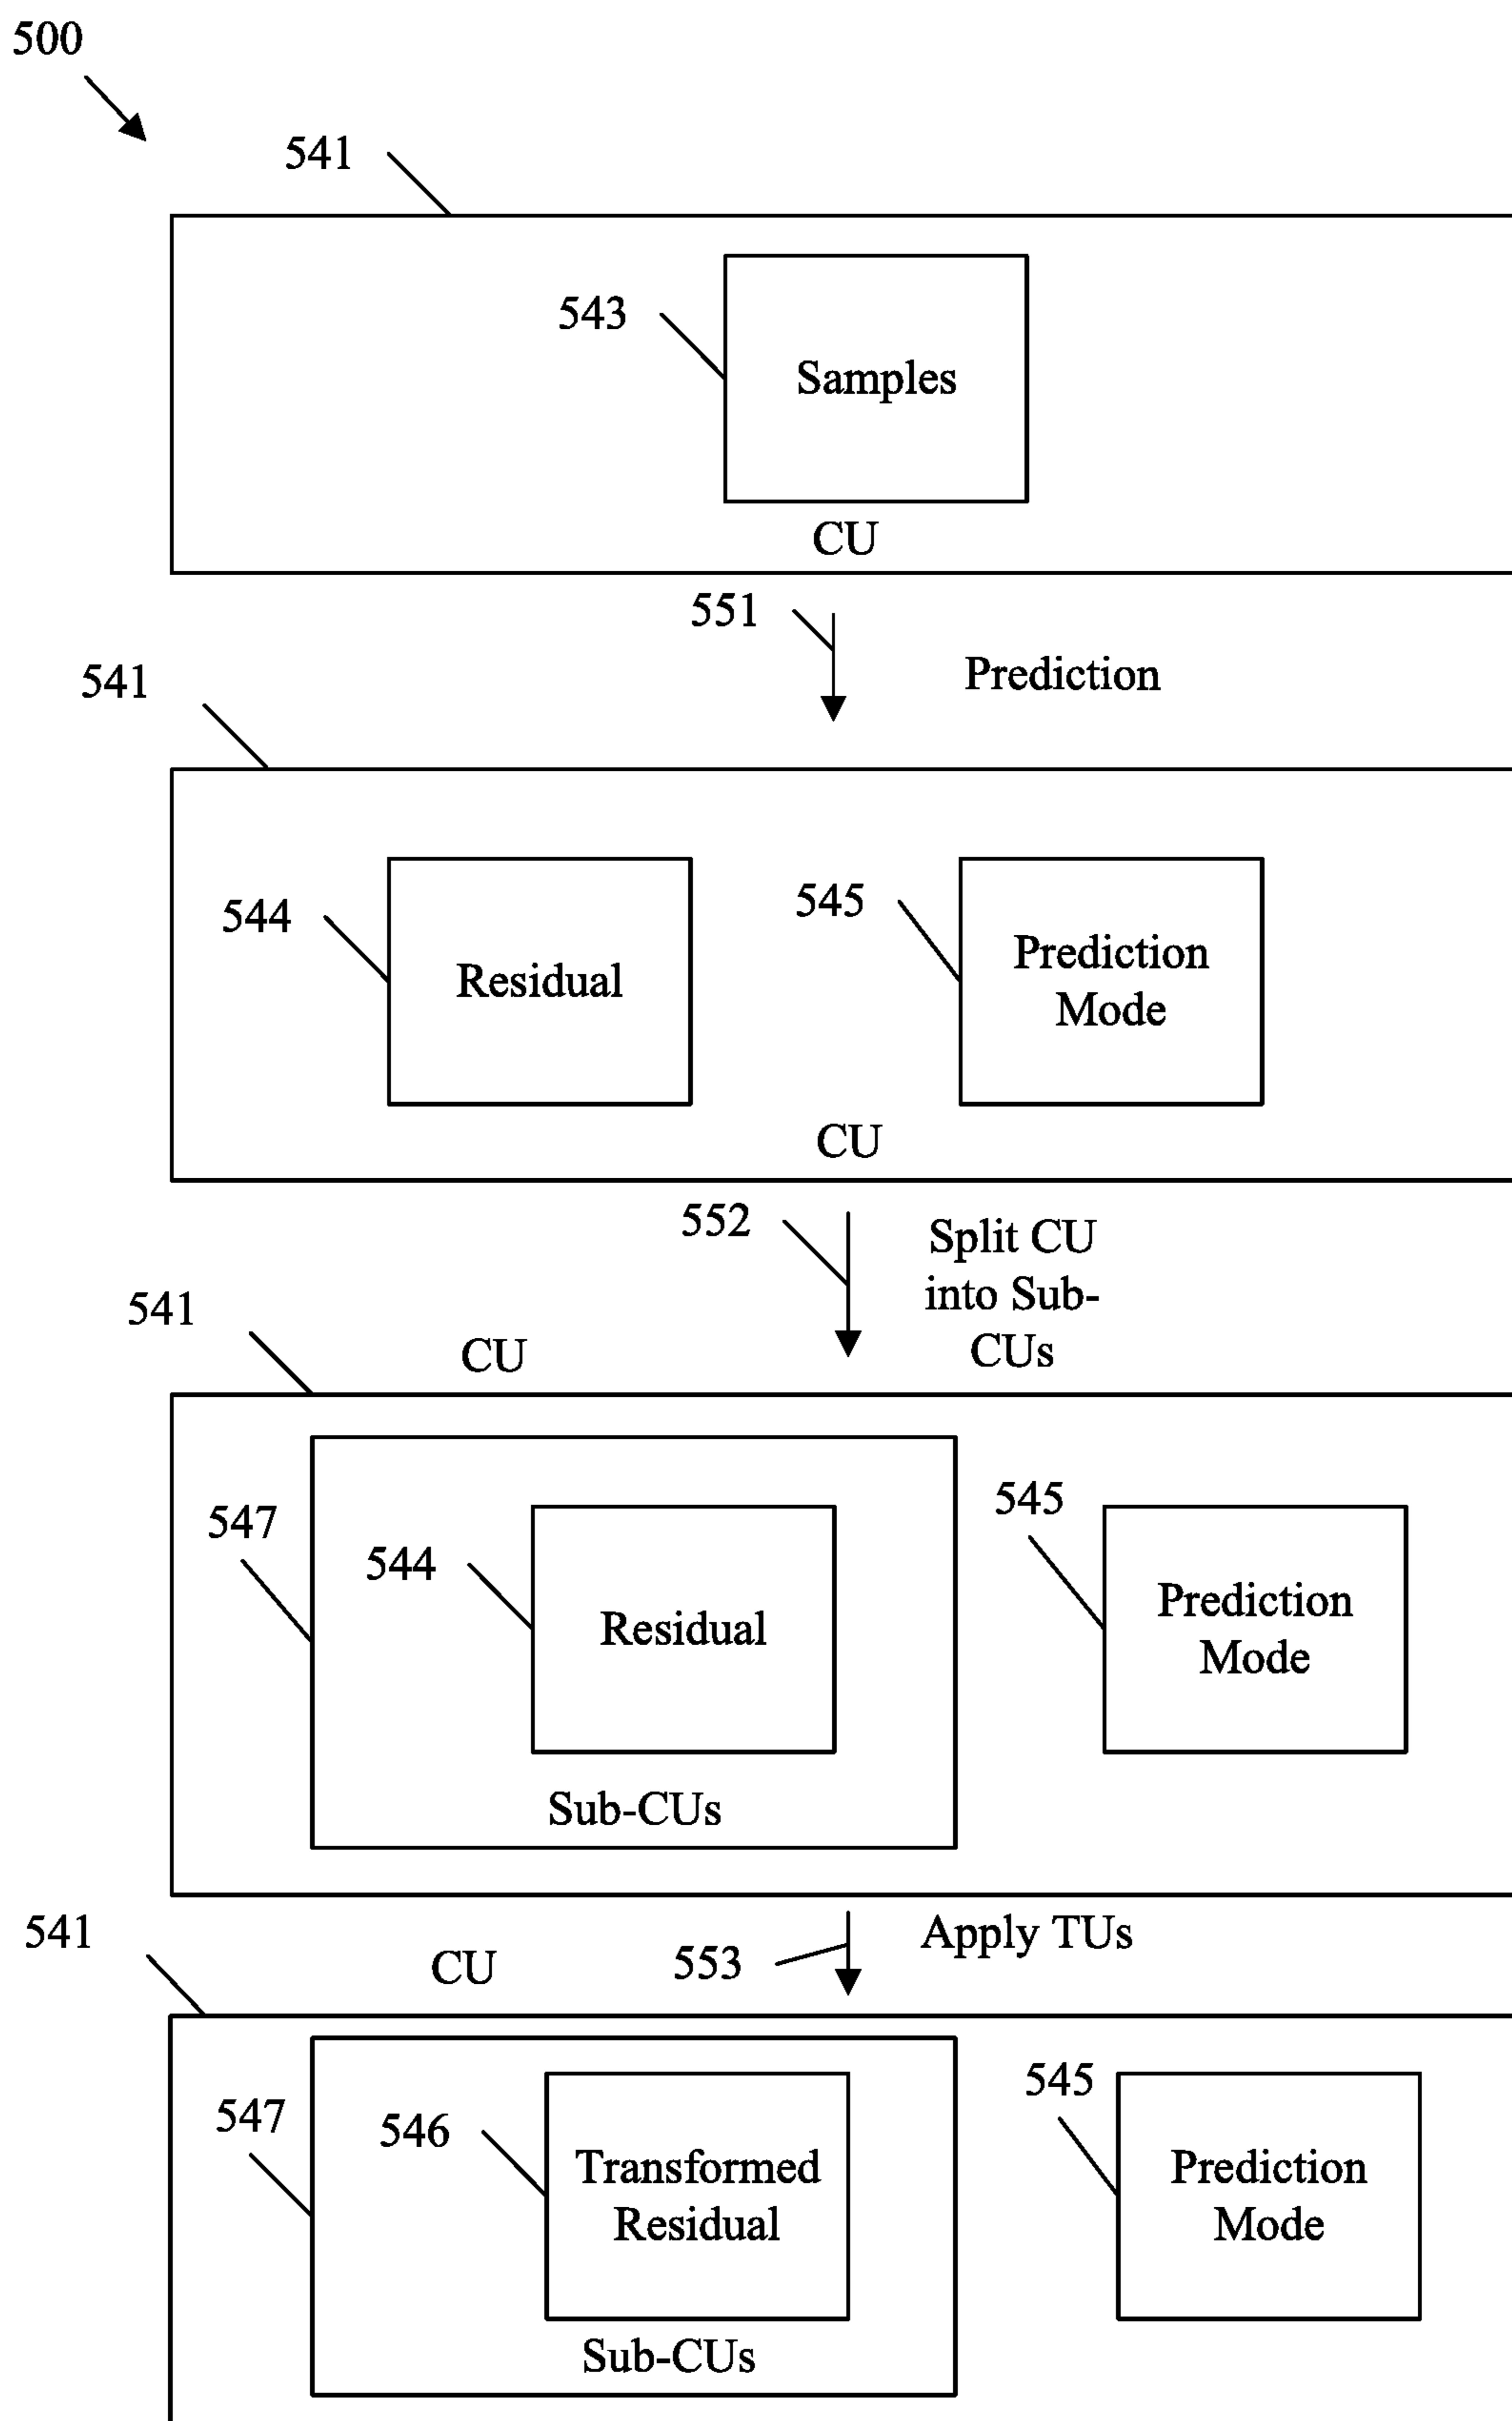 500
541
543
Samples
CU
551
Prediction
541
544
Residual
545
Prediction
Mode
CU
552
Split CU
into Sub-
CUs
541
CU
547
544
Residual
Sub-CUs
545
Prediction
Mode
553
Apply TUs
541
CU
547
546
Transformed
Residual
Sub-CUs
545
Prediction
Mode